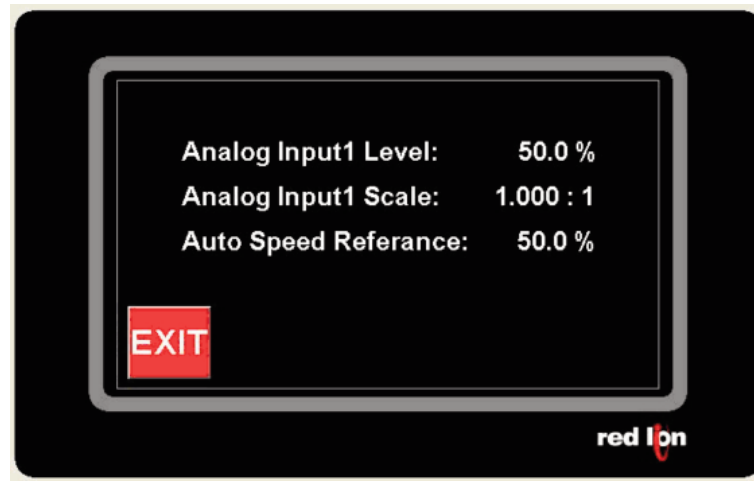 Analog Input1 Level: 50.0 %
Analog Input1 Scale: 1.000 : 1
Auto Speed Referance: 50.0 %
EXIT
red lion